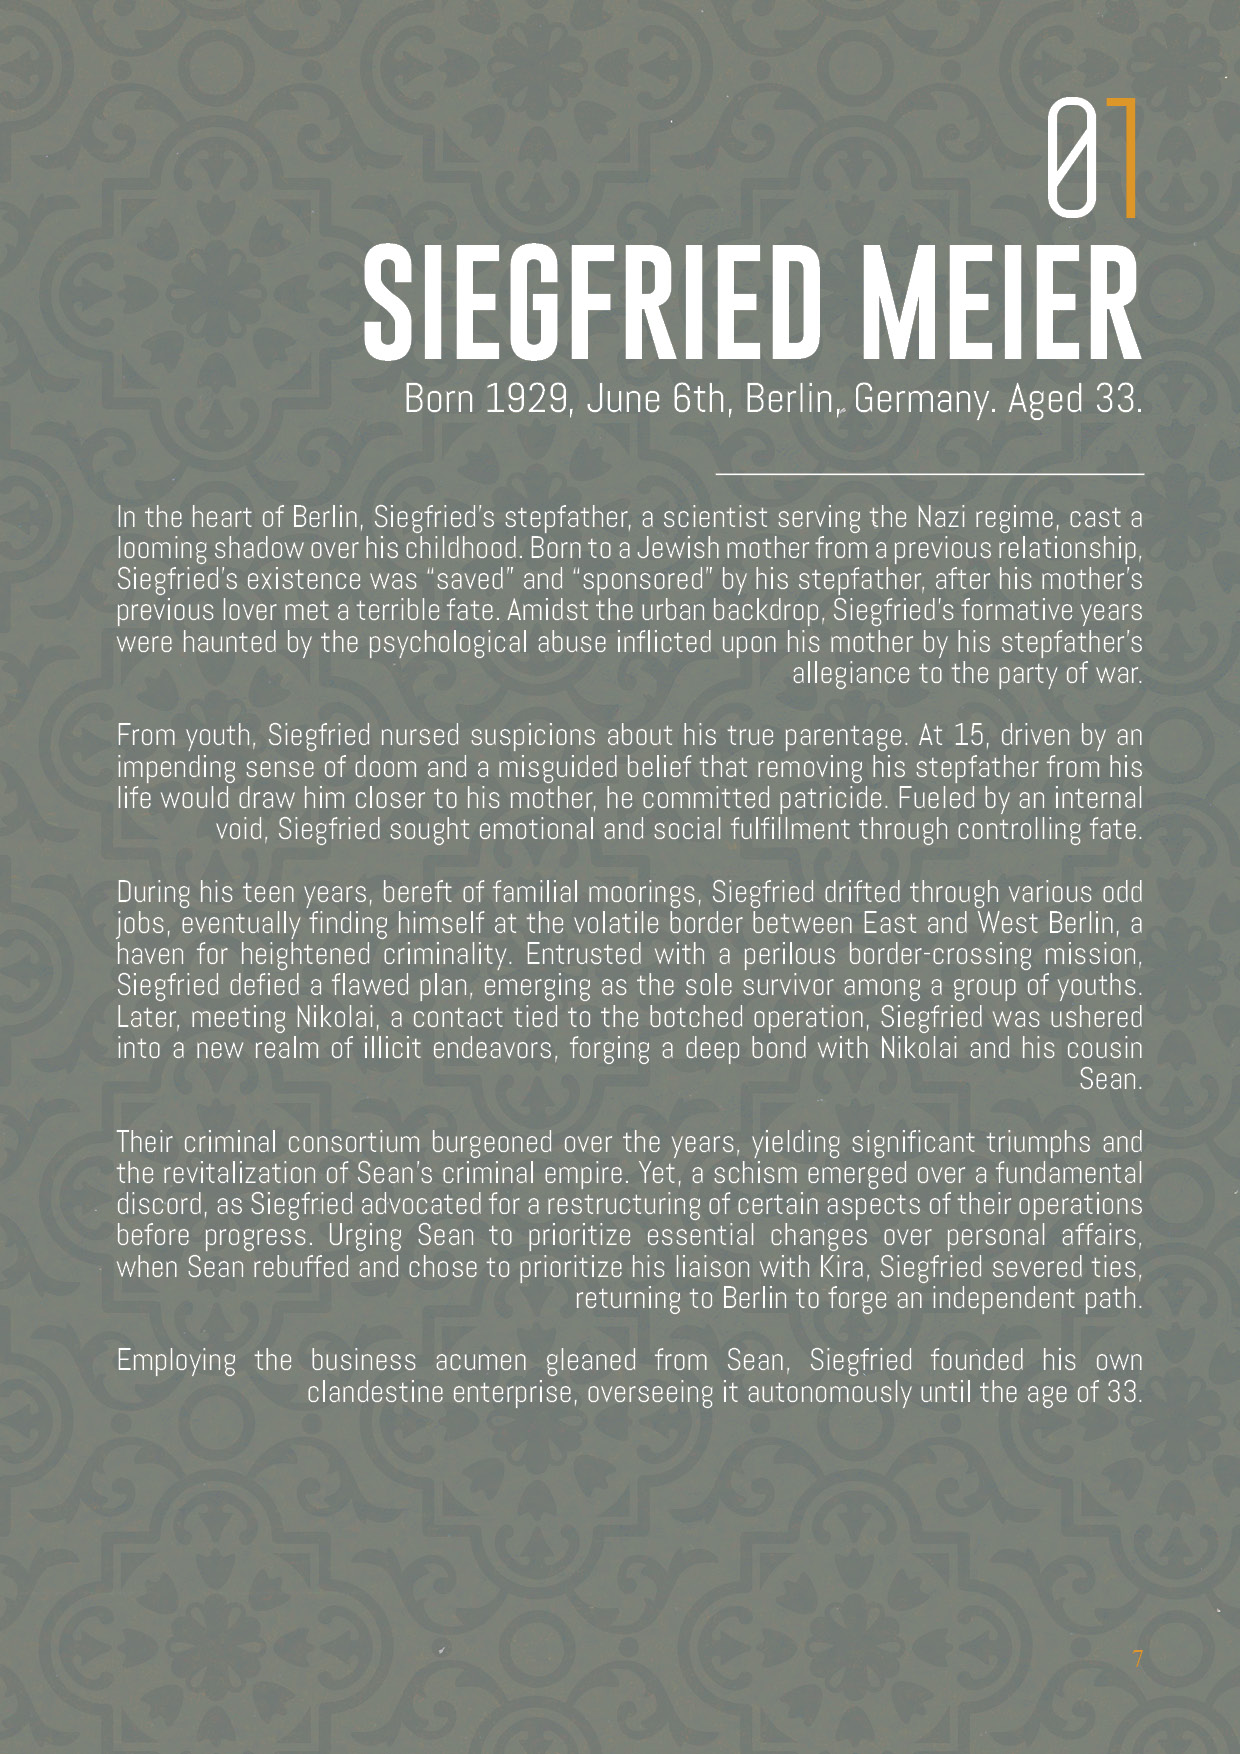 01
SIEGFRIED MEIER
Born 1929, June 6th, Berlin, Germany. Aged 33.
In the heart of Berlin, Siegfried’s stepfather, a scientist serving the Nazi regime, cast a
looming shadow over his childhood. Born to a Jewish mother from a previous relationship,
Siegfried’s existence was “saved” and “sponsored” by his stepfather, after his mother’s
previous lover met a terrible fate. Amidst the urban backdrop, Siegfried’s formative years
were haunted by the psychological abuse inflicted upon his mother by his stepfather’s
allegiance to the party of war.
From youth, Siegfried nursed suspicions about his true parentage. At 15, driven by an
impending sense of doom and a misguided belief that removing his stepfather from his
life would draw him closer to his mother, he committed patricide. Fueled by an internal
void, Siegfried sought emotional and social fulfillment through controlling fate.
During his teen years, bereft of familial moorings, Siegfried drifted through various odd
jobs, eventually finding himself at the volatile border between East and West Berlin, a
haven for heightened criminality. Entrusted with a perilous border-crossing mission,
Siegfried defied a flawed plan, emerging as the sole survivor among a group of youths.
Later, meeting Nikolai, a contact tied to the botched operation, Siegfried was ushered
into a new realm of illicit endeavors, forging a deep bond with Nikolai and his cousin
Sean.
Their criminal consortium burgeoned over the years, yielding significant triumphs and
the revitalization of Sean’s criminal empire. Yet, a schism emerged over a fundamental
discord, as Siegfried advocated for a restructuring of certain aspects of their operations
before progress. Urging Sean to prioritize essential changes over personal affairs,
when Sean rebuffed and chose to prioritize his liaison with Kira, Siegfried severed ties,
returning to Berlin to forge an independent path.
Employing the business acumen gleaned from Sean, Siegfried founded his own
clandestine enterprise, overseeing it autonomously until the age of 33.
7